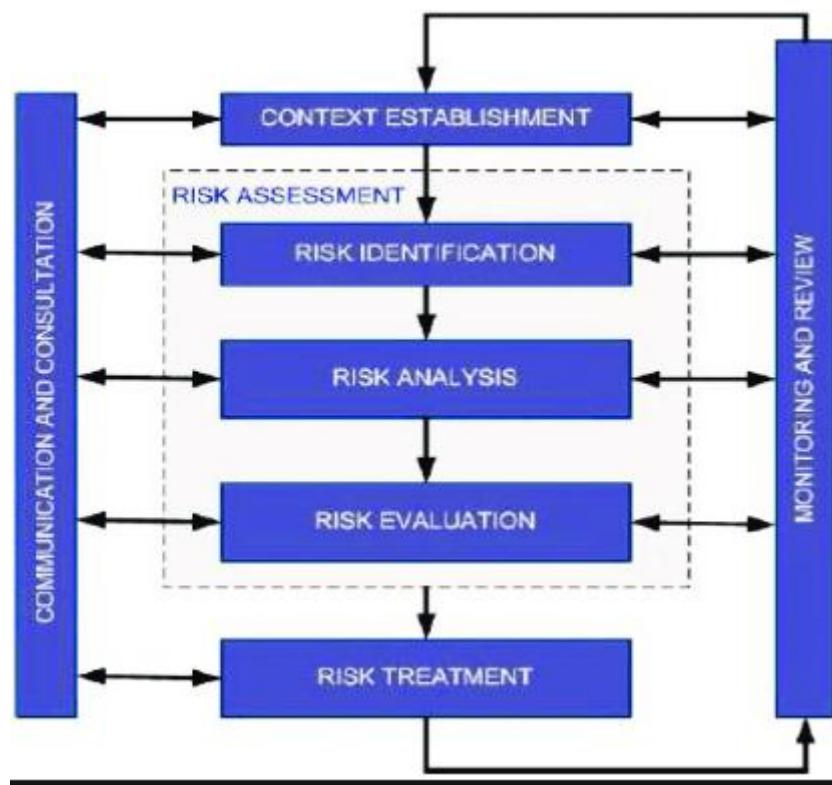 CONTEXT ESTABLISHMENT
RISK ASSESSMENT
RISK IDENTIFICATION
RISK ANALYSIS
RISK EVALUATION
RISK TREATMENT
COMMUNICATION AND CONSULTATION
MONITORING AND REVIEW